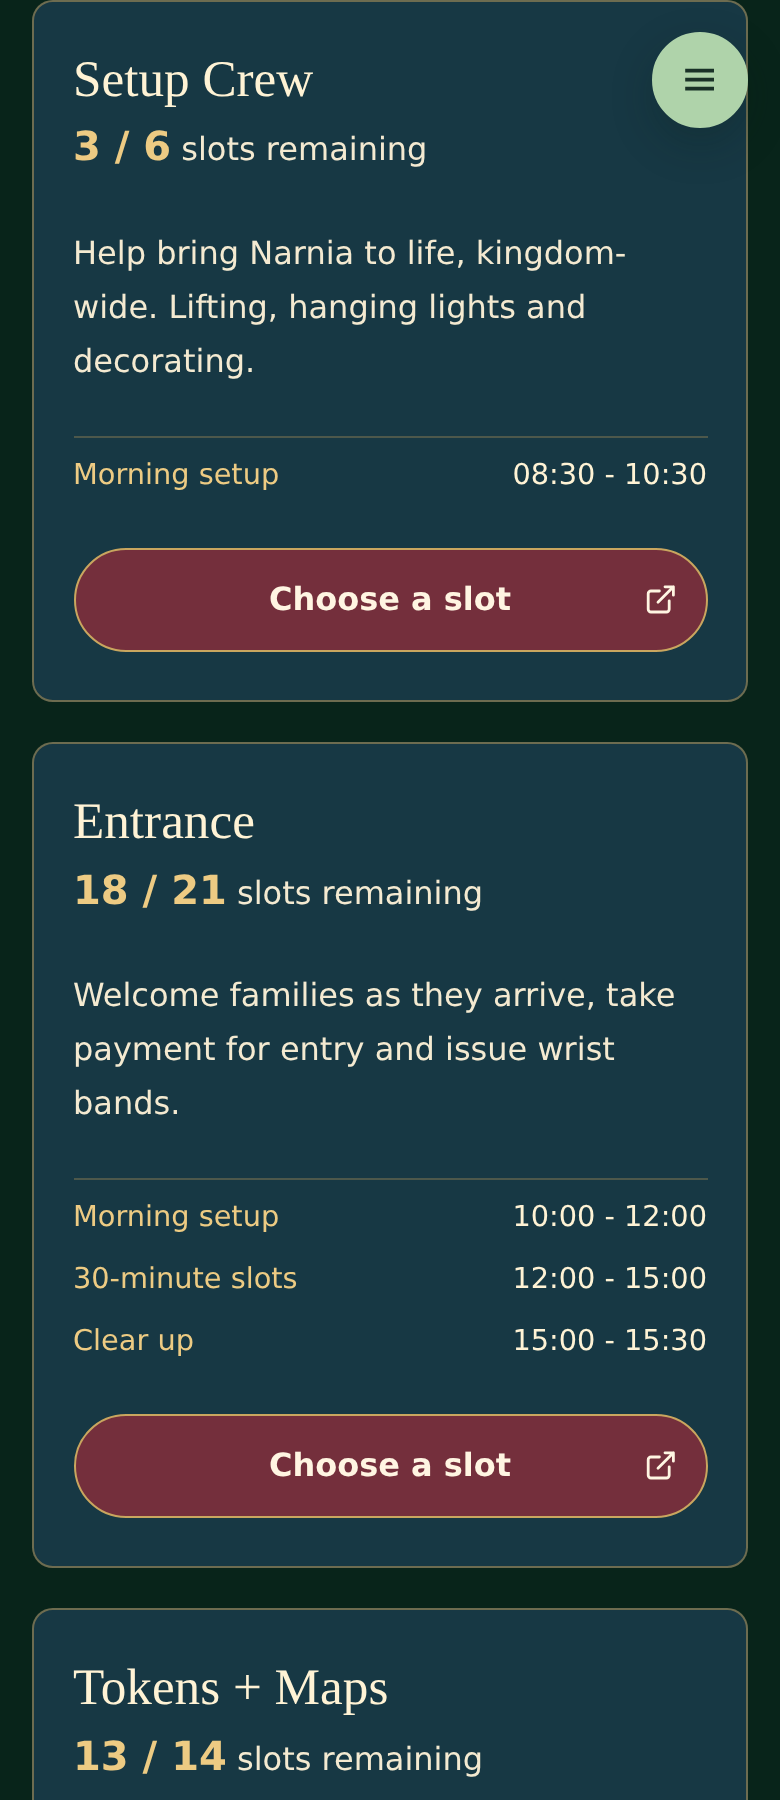 Setup Crew
3 / 6 slots remaining
Help bring Narnia to life, kingdom-
wide. Lifting, hanging lights and
decorating.
Morning setup 08:30 - 10:30
Choose a slot
Entrance
18 / 21 slots remaining
Welcome families as they arrive, take
payment for entry and issue wrist
bands.
Morning setup 10:00 - 12:00
30-minute slots 12:00 - 15:00
Clear up 15:00 - 15:30
Choose a slot
Tokens + Maps
13 / 14 slots remaining